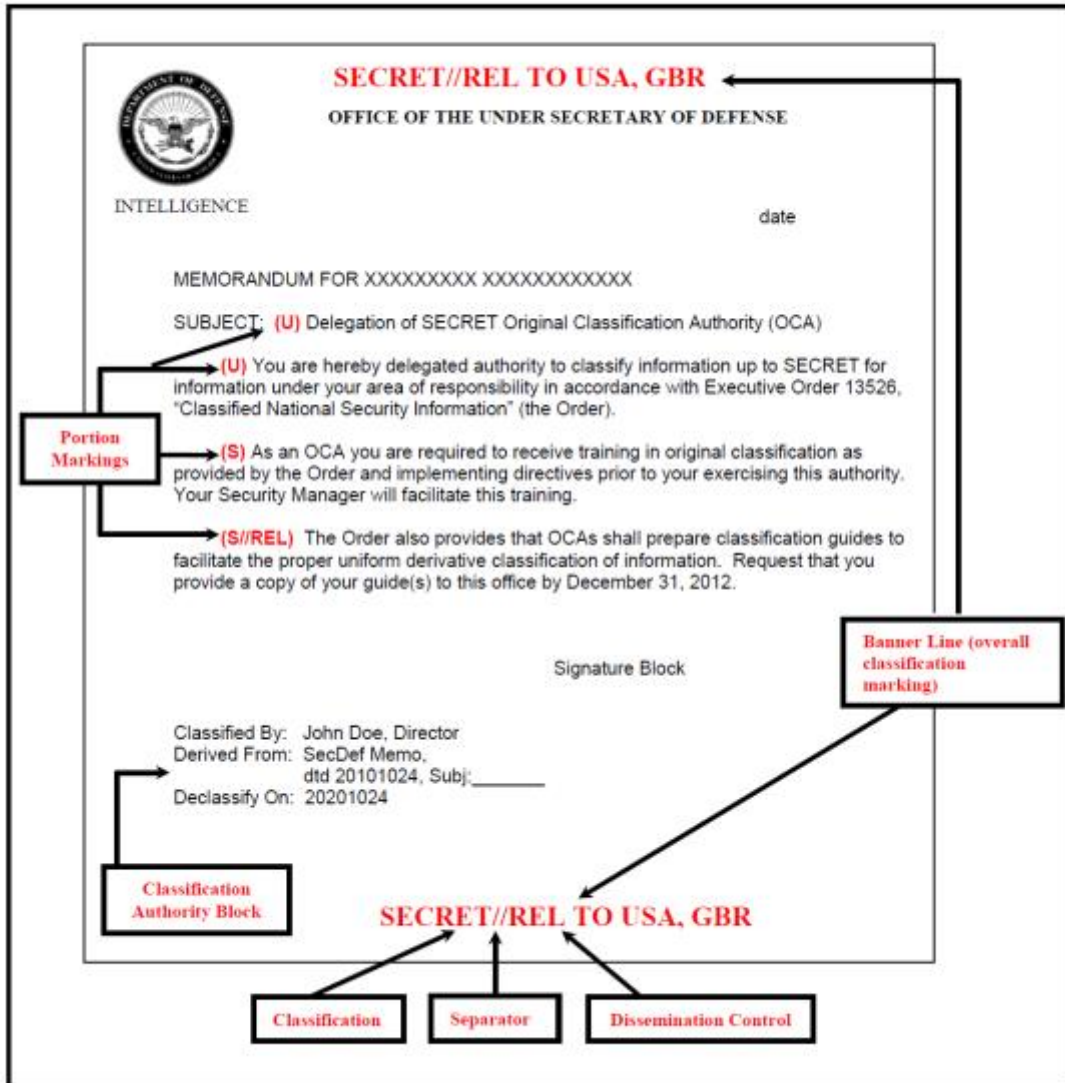 SECRET//REL TO USA, GBR
OFFICE OF THE UNDER SECRETARY OF DEFENSE
DEPARTMENT OF DEFENSE
UNITED STATES OF AMERICA
INTELLIGENCE
date
MEMORANDUM FOR XXXXXXXXX XXXXXXXXXXXX
SUBJECT: (U) Delegation of SECRET Original Classification Authority (OCA)
(U) You are hereby delegated authority to classify information up to SECRET for
information under your area of responsibility in accordance with Executive Order 13526,
“Classified National Security Information” (the Order).
Portion
Markings
(S) As an OCA you are required to receive training in original classification as
provided by the Order and implementing directives prior to your exercising this authority.
Your Security Manager will facilitate this training.
(S//REL) The Order also provides that OCAs shall prepare classification guides to
facilitate the proper uniform derivative classification of information. Request that you
provide a copy of your guide(s) to this office by December 31, 2012.
Banner Line (overall
classification
marking)
Signature Block
Classified By: John Doe, Director
Derived From: SecDef Memo,
dtd 20101024, Subj:______
Declassify On: 20201024
Classification
Authority Block
SECRET//REL TO USA, GBR
Classification
Separator
Dissemination Control